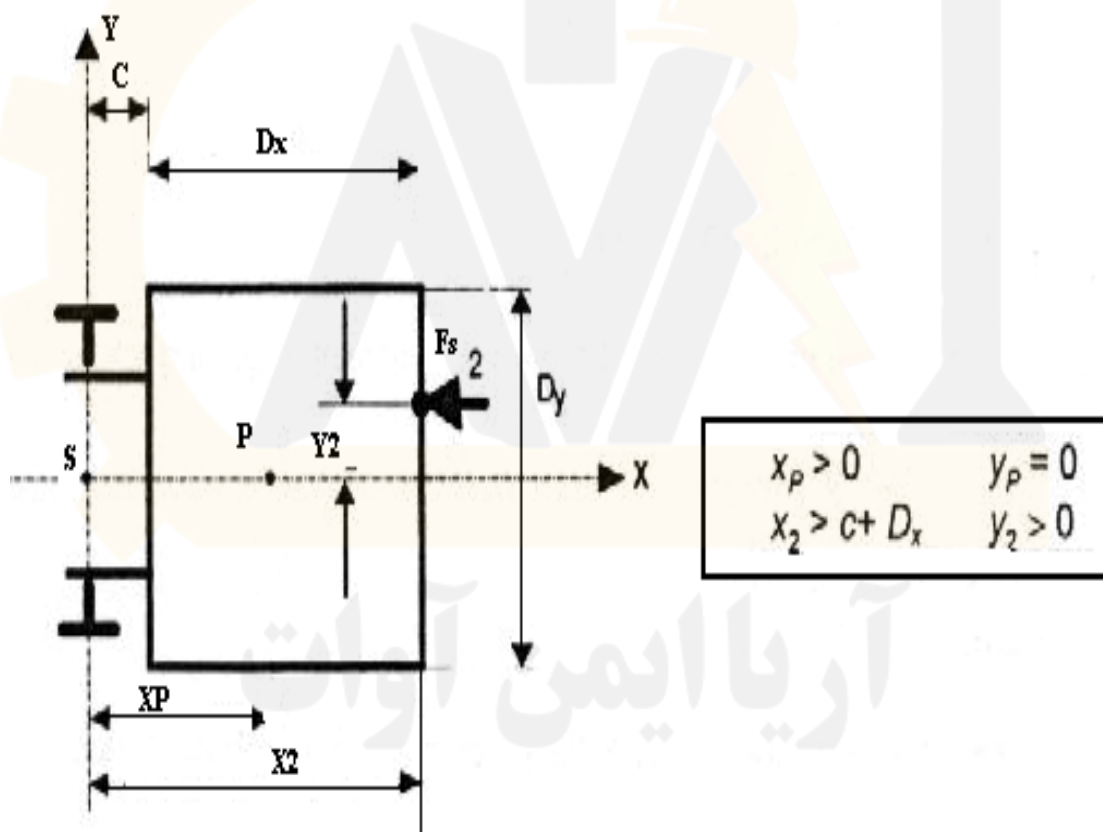 Y
C
Dx
Fs 2
Dy
P Y2
S X
x_P > 0 y_P = 0
x_2 > c + D_x y_2 > 0
XP
X2
آریا ایمن آوات